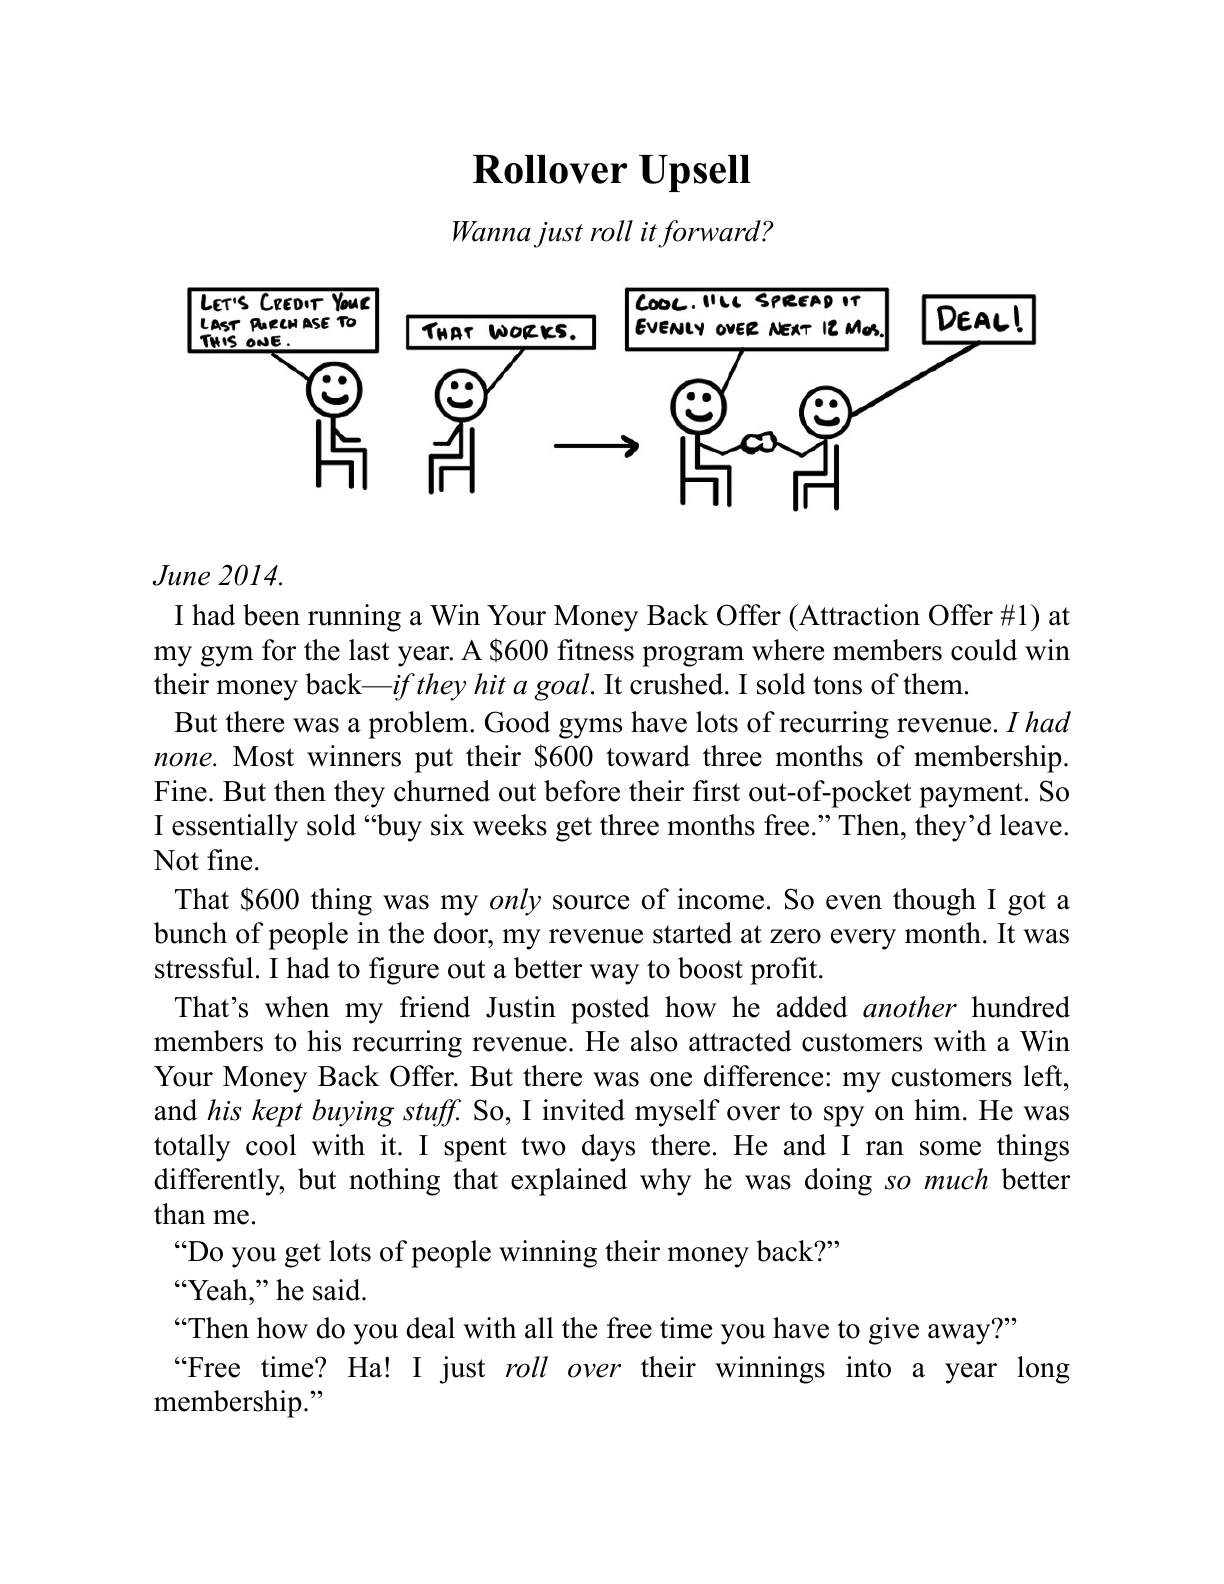 Rollover Upsell
Wanna just roll it forward?
LET'S CREDIT YOUR
LAST PURCHASE TO
THIS ONE.
THAT WORKS.
COOL. I'LL SPREAD IT
EVENLY OVER NEXT 12 MOS.
DEAL!
June 2014.
I had been running a Win Your Money Back Offer (Attraction Offer #1) at
my gym for the last year. A $600 fitness program where members could win
their money back—if they hit a goal. It crushed. I sold tons of them.
But there was a problem. Good gyms have lots of recurring revenue. I had
none. Most winners put their $600 toward three months of membership.
Fine. But then they churned out before their first out-of-pocket payment. So
I essentially sold “buy six weeks get three months free.” Then, they’d leave.
Not fine.
That $600 thing was my only source of income. So even though I got a
bunch of people in the door, my revenue started at zero every month. It was
stressful. I had to figure out a better way to boost profit.
That’s when my friend Justin posted how he added another hundred
members to his recurring revenue. He also attracted customers with a Win
Your Money Back Offer. But there was one difference: my customers left,
and his kept buying stuff. So, I invited myself over to spy on him. He was
totally cool with it. I spent two days there. He and I ran some things
differently, but nothing that explained why he was doing so much better
than me.
“Do you get lots of people winning their money back?”
“Yeah,” he said.
“Then how do you deal with all the free time you have to give away?”
“Free time? Ha! I just roll over their winnings into a year long
membership.”